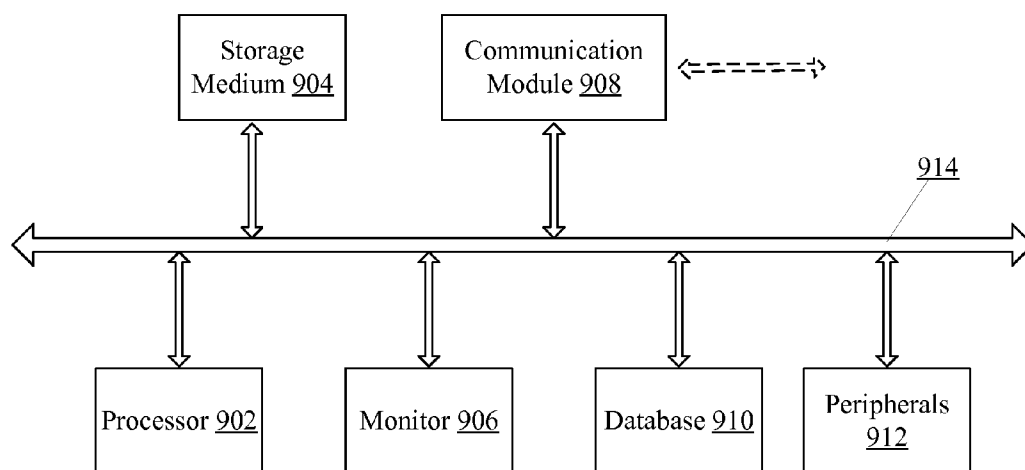 Storage
Medium 904
Communication
Module 908
914
Processor 902
Monitor 906
Database 910
Peripherals
912